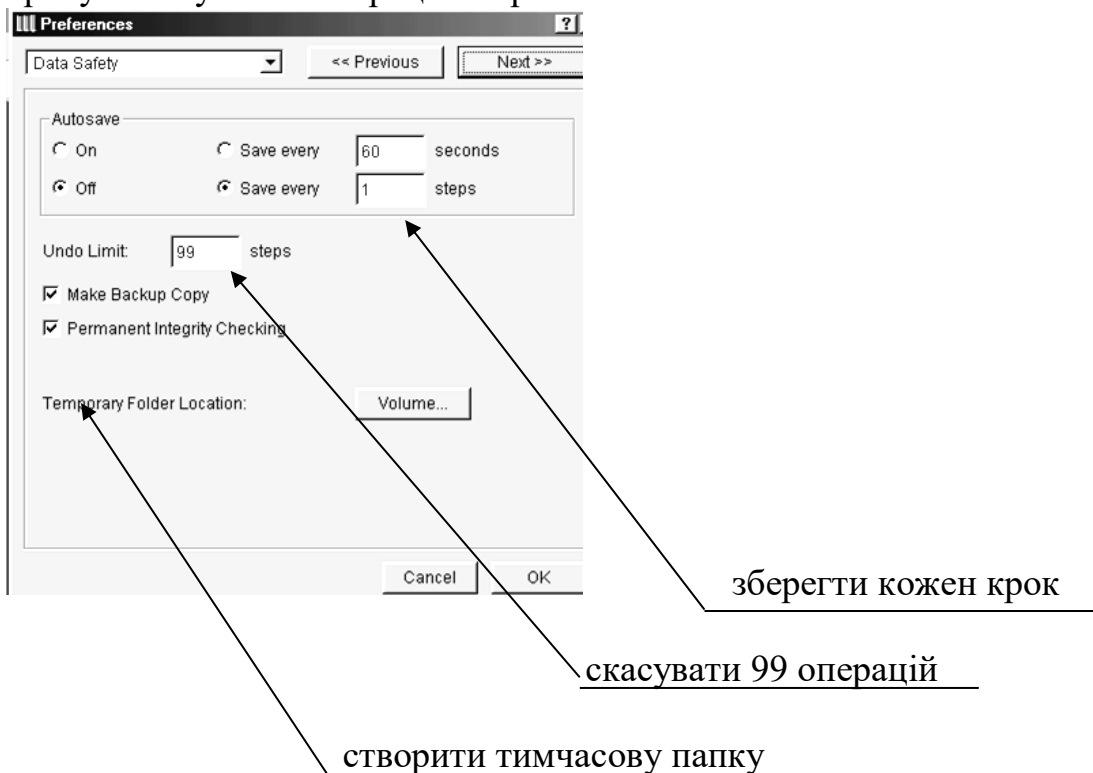 Preferences
?
Data Safety
<< Previous
Next >>
Autosave
On
Save every
60
seconds
Off
Save every
1
steps
Undo Limit:
99
steps
Make Backup Copy
Permanent Integrity Checking
Temporary Folder Location:
Volume...
Cancel
OK
зберегти кожен крок
скасувати 99 операцій
створити тимчасову папку